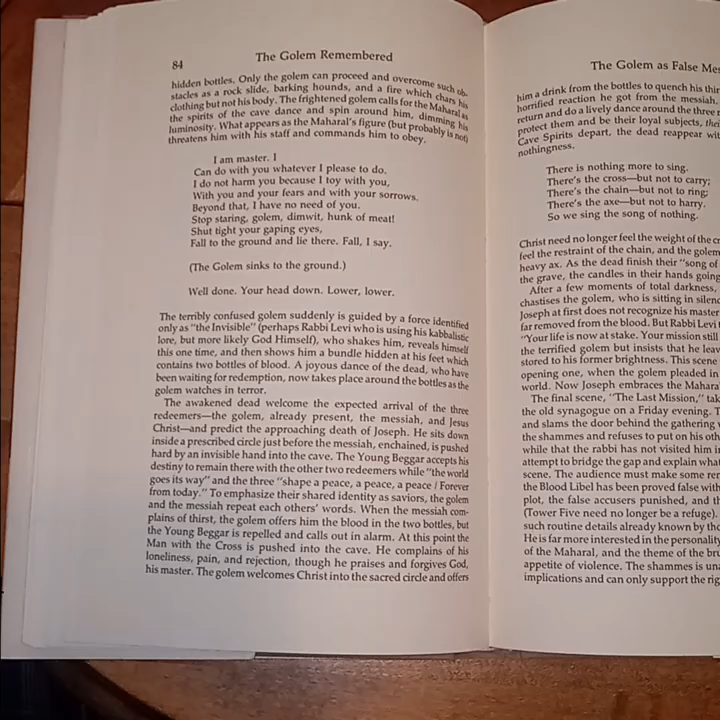 84
The Golem Remembered
hidden bottles. Only the golem can proceed and overcome such ob-
stacles as a rock slide, barking hounds, and a fire which chars his
clothing but not his body. The frightened golem calls for the Maharal as
the spirits of the cave dance and spin around him, dimming his
luminosity. What appears as the Maharal's figure (but probably is not)
threatens him with his staff and commands him to obey.
I am master. I
Can do with you whatever I please to do.
I do not harm you because I toy with you,
With you and your fears and with your sorrows.
Beyond that, I have no need of you.
Stop staring, golem, dimwit, hunk of meat!
Shut tight your gaping eyes,
Fall to the ground and lie there. Fall, I say.
(The Golem sinks to the ground.)
Well done. Your head down. Lower, lower.
The terribly confused golem suddenly is guided by a force identified
only as "the Invisible" (perhaps Rabbi Levi who is using his kabbalistic
lore, but more likely God Himself), who shakes him, reveals himself
this one time, and then shows him a bundle hidden at his feet which
contains two bottles of blood. A joyous dance of the dead, who have
been waiting for redemption, now takes place around the bottles as the
golem watches in terror.
The awakened dead welcome the expected arrival of the three
redeemers—the golem, already present, the messiah, and Jesus
Christ—and predict the approaching death of Joseph. He sits down
inside a prescribed circle just before the messiah, enchained, is pushed
hard by an invisible hand into the cave. The Young Beggar accepts his
destiny to remain there with the other two redeemers while "the world
goes its way" and the three "shape a peace, a peace, a peace / Forever
from today." To emphasize their shared identity as saviors, the golem
and the messiah repeat each others' words. When the messiah com-
plains of thirst, the golem offers him the blood in the two bottles, but
the Young Beggar is repelled and calls out in alarm. At this point the
Man with the Cross is pushed into the cave. He complains of his
loneliness, pain, and rejection, though he praises and forgives God,
his master. The golem welcomes Christ into the sacred circle and offers
The Golem as False
him a drink from the bottles to quench his
horrified reaction he got from the messiah.
return and do a lively dance around the three
protect them and be their loyal subjects,
Cave Spirits depart, the dead reappear
nothingness.
There is nothing more to sing.
There's the cross—but not to carry;
There's the chain—but not to ring;
There's the axe—but not to harry.
So we sing the song of nothing.
Christ need no longer feel the weight of the
feel the restraint of the chain, and the golem
heavy ax. As the dead finish their "song of
the grave, the candles in their hands going
After a few moments of total darkness,
chastises the golem, who is sitting in
Joseph at first does not recognize his master
far removed from the blood. But Rabbi Levi
"Your life is now at stake. Your mission still
the terrified golem but insists that he
stored to his former brightness. This scene
opening one, when the golem pleaded in
world. Now Joseph embraces the
The final scene, "The Last Mission,"
the old synagogue on a Friday evening.
and slams the door behind the gathering
the shammes and refuses to put on his
while that the rabbi has not visited him
attempt to bridge the gap and explain
scene. The audience must make some
the Blood Libel has been proved false
plot, the false accusers punished, and
(Tower Five need no longer be a refuge).
such routine details already known by
He is far more interested in the personality
of the Maharal, and the theme of the
appetite of violence. The shammes is
implications and can only support the